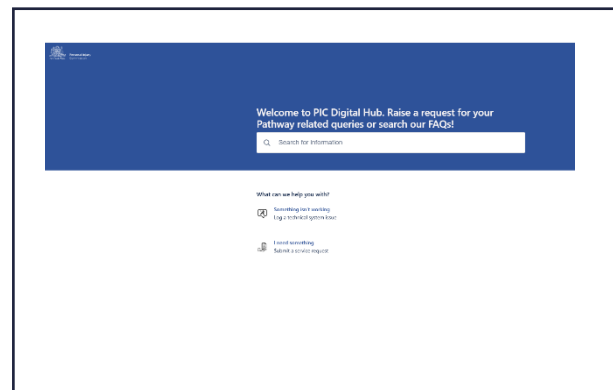 Welcome to PIC Digital Hub. Raise a request for your
Pathway related queries or search our FAQs!
Search for information
What can we help you with?
Something isn't working
Log a technical system issue
I need something
Submit a service request